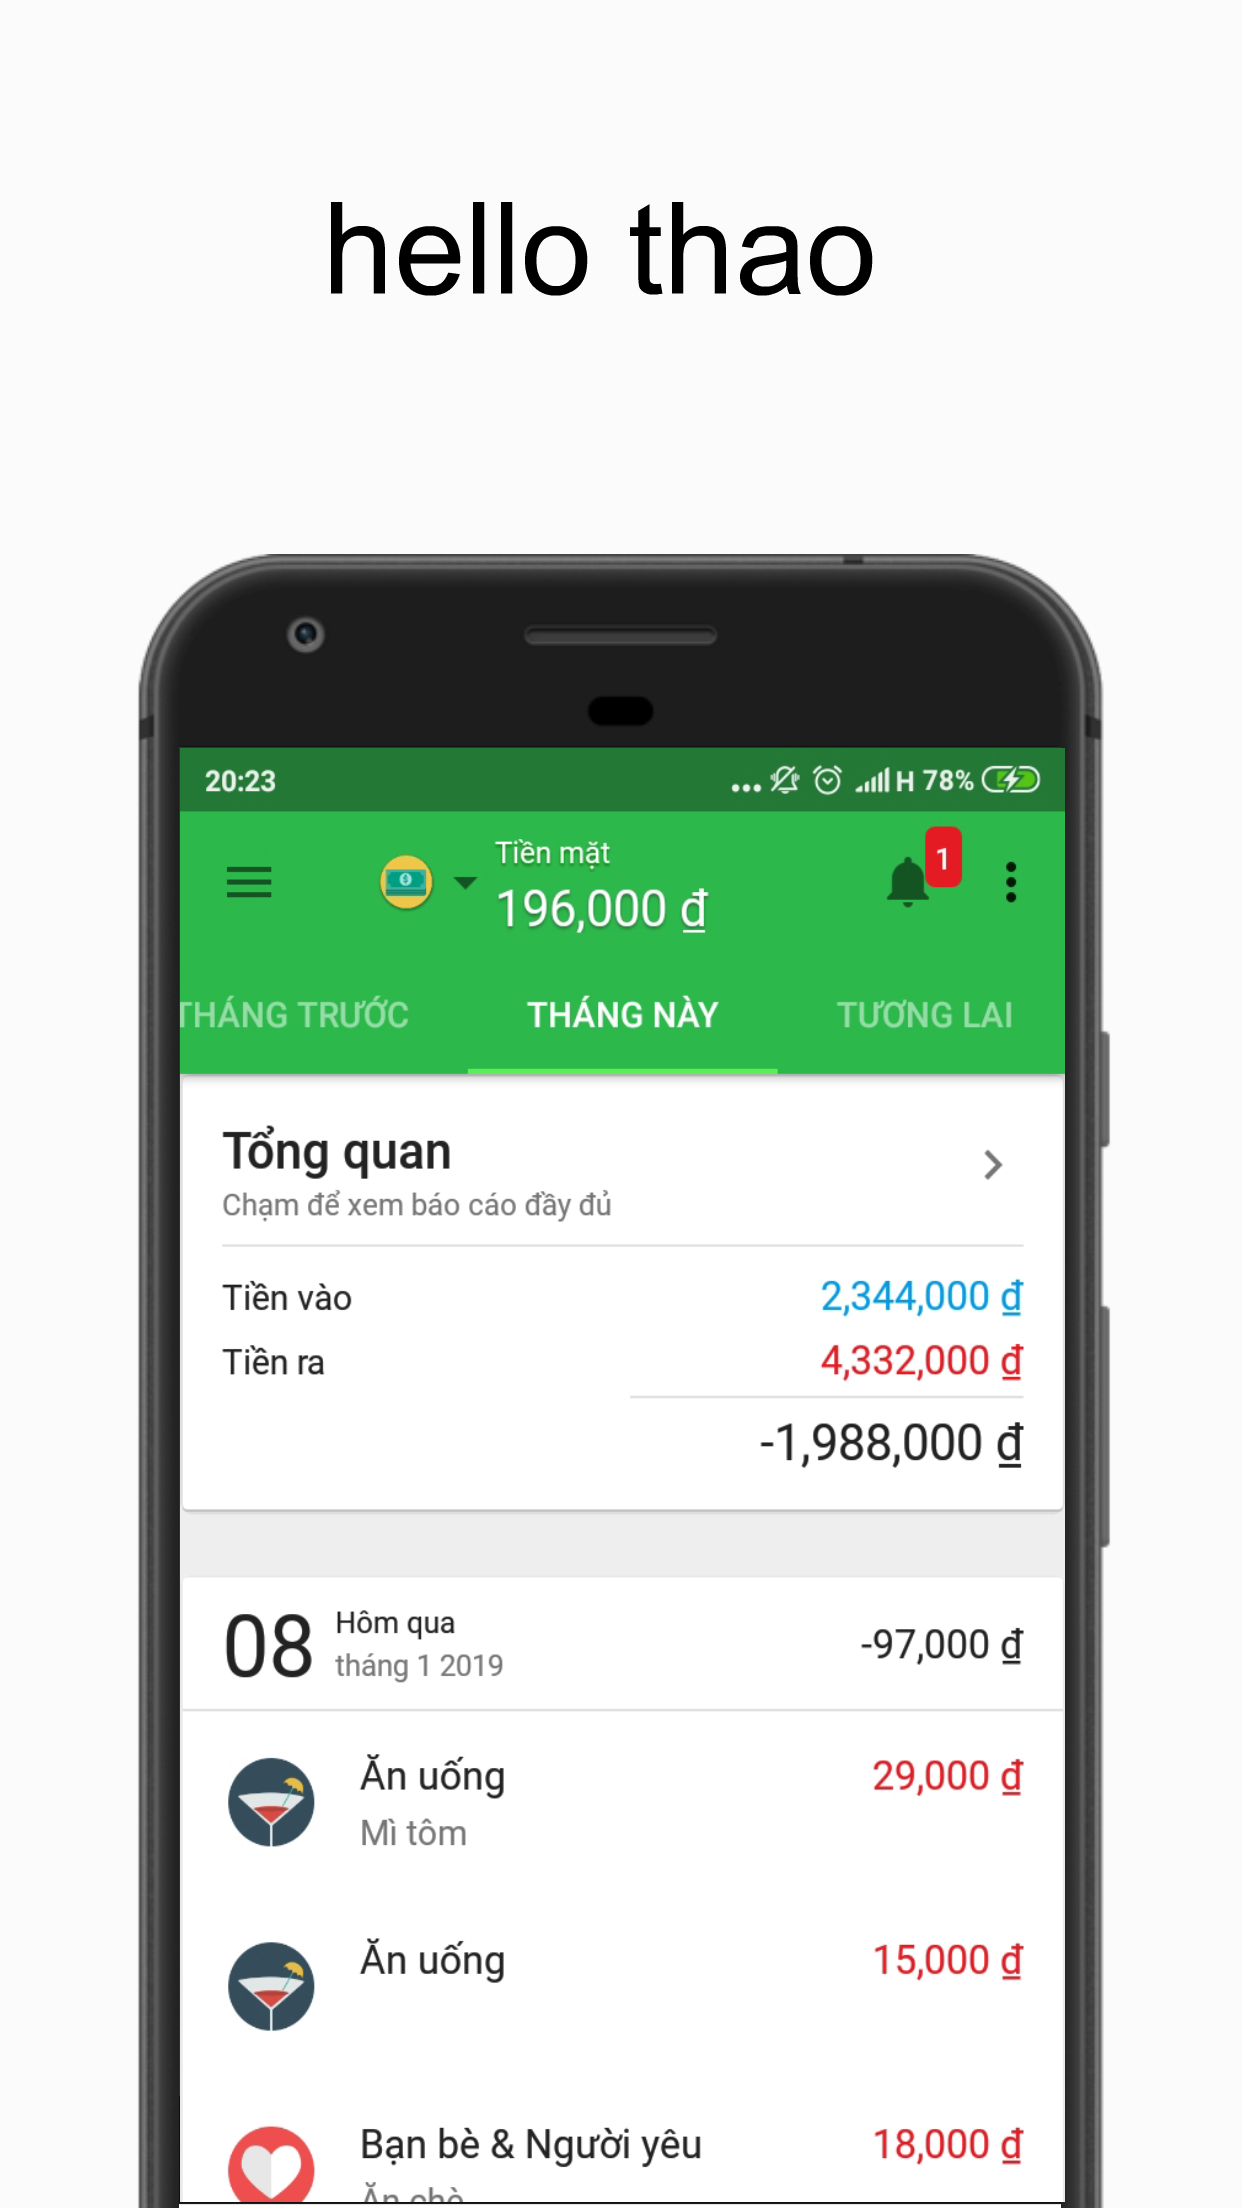 hello thao
20:23
H 78%
Tiền mặt
1
196,000 ₫
THÁNG TRƯỚC THÁNG NÀY TƯƠNG LAI
Tổng quan
Chạm để xem báo cáo đầy đủ
Tiền vào 2,344,000 ₫
Tiền ra 4,332,000 ₫
-1,988,000 ₫
08 Hôm qua -97,000 ₫
tháng 1 2019
Ăn uống 29,000 ₫
Mì tôm
Ăn uống 15,000 ₫
Bạn bè & Người yêu 18,000 ₫
Ăn chè